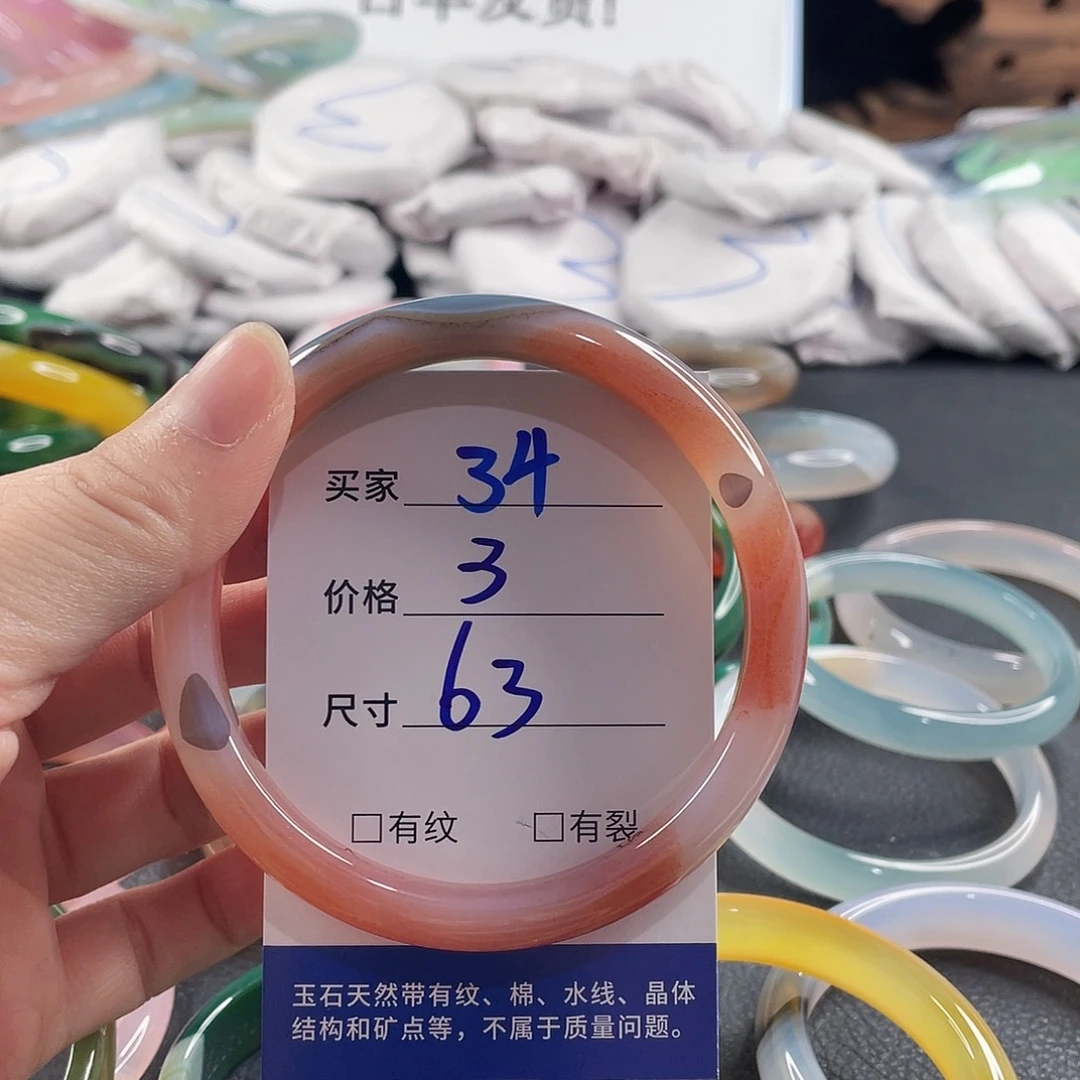 买家 34
价格 3
尺寸 63
□有纹 □有裂
玉石天然带有纹、棉、水线、晶体
结构和矿点等，不属于质量问题。